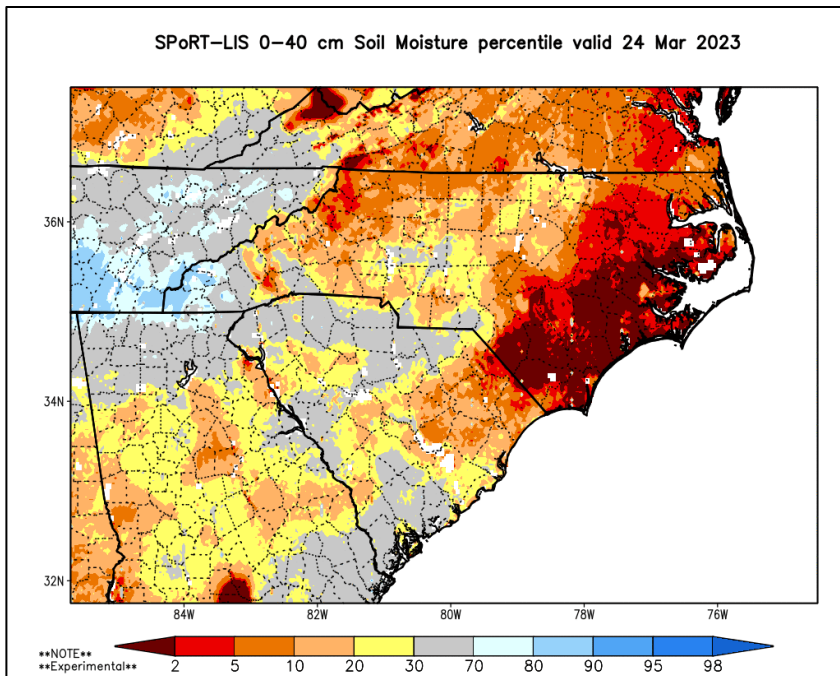 SPoRT-LIS 0-40 cm Soil Moisture percentile valid 24 Mar 2023
36N
34N
32N
84W 82W 80W 78W 76W
**NOTE**
**Experimental**
2 5 10 20 30 70 80 90 95 98